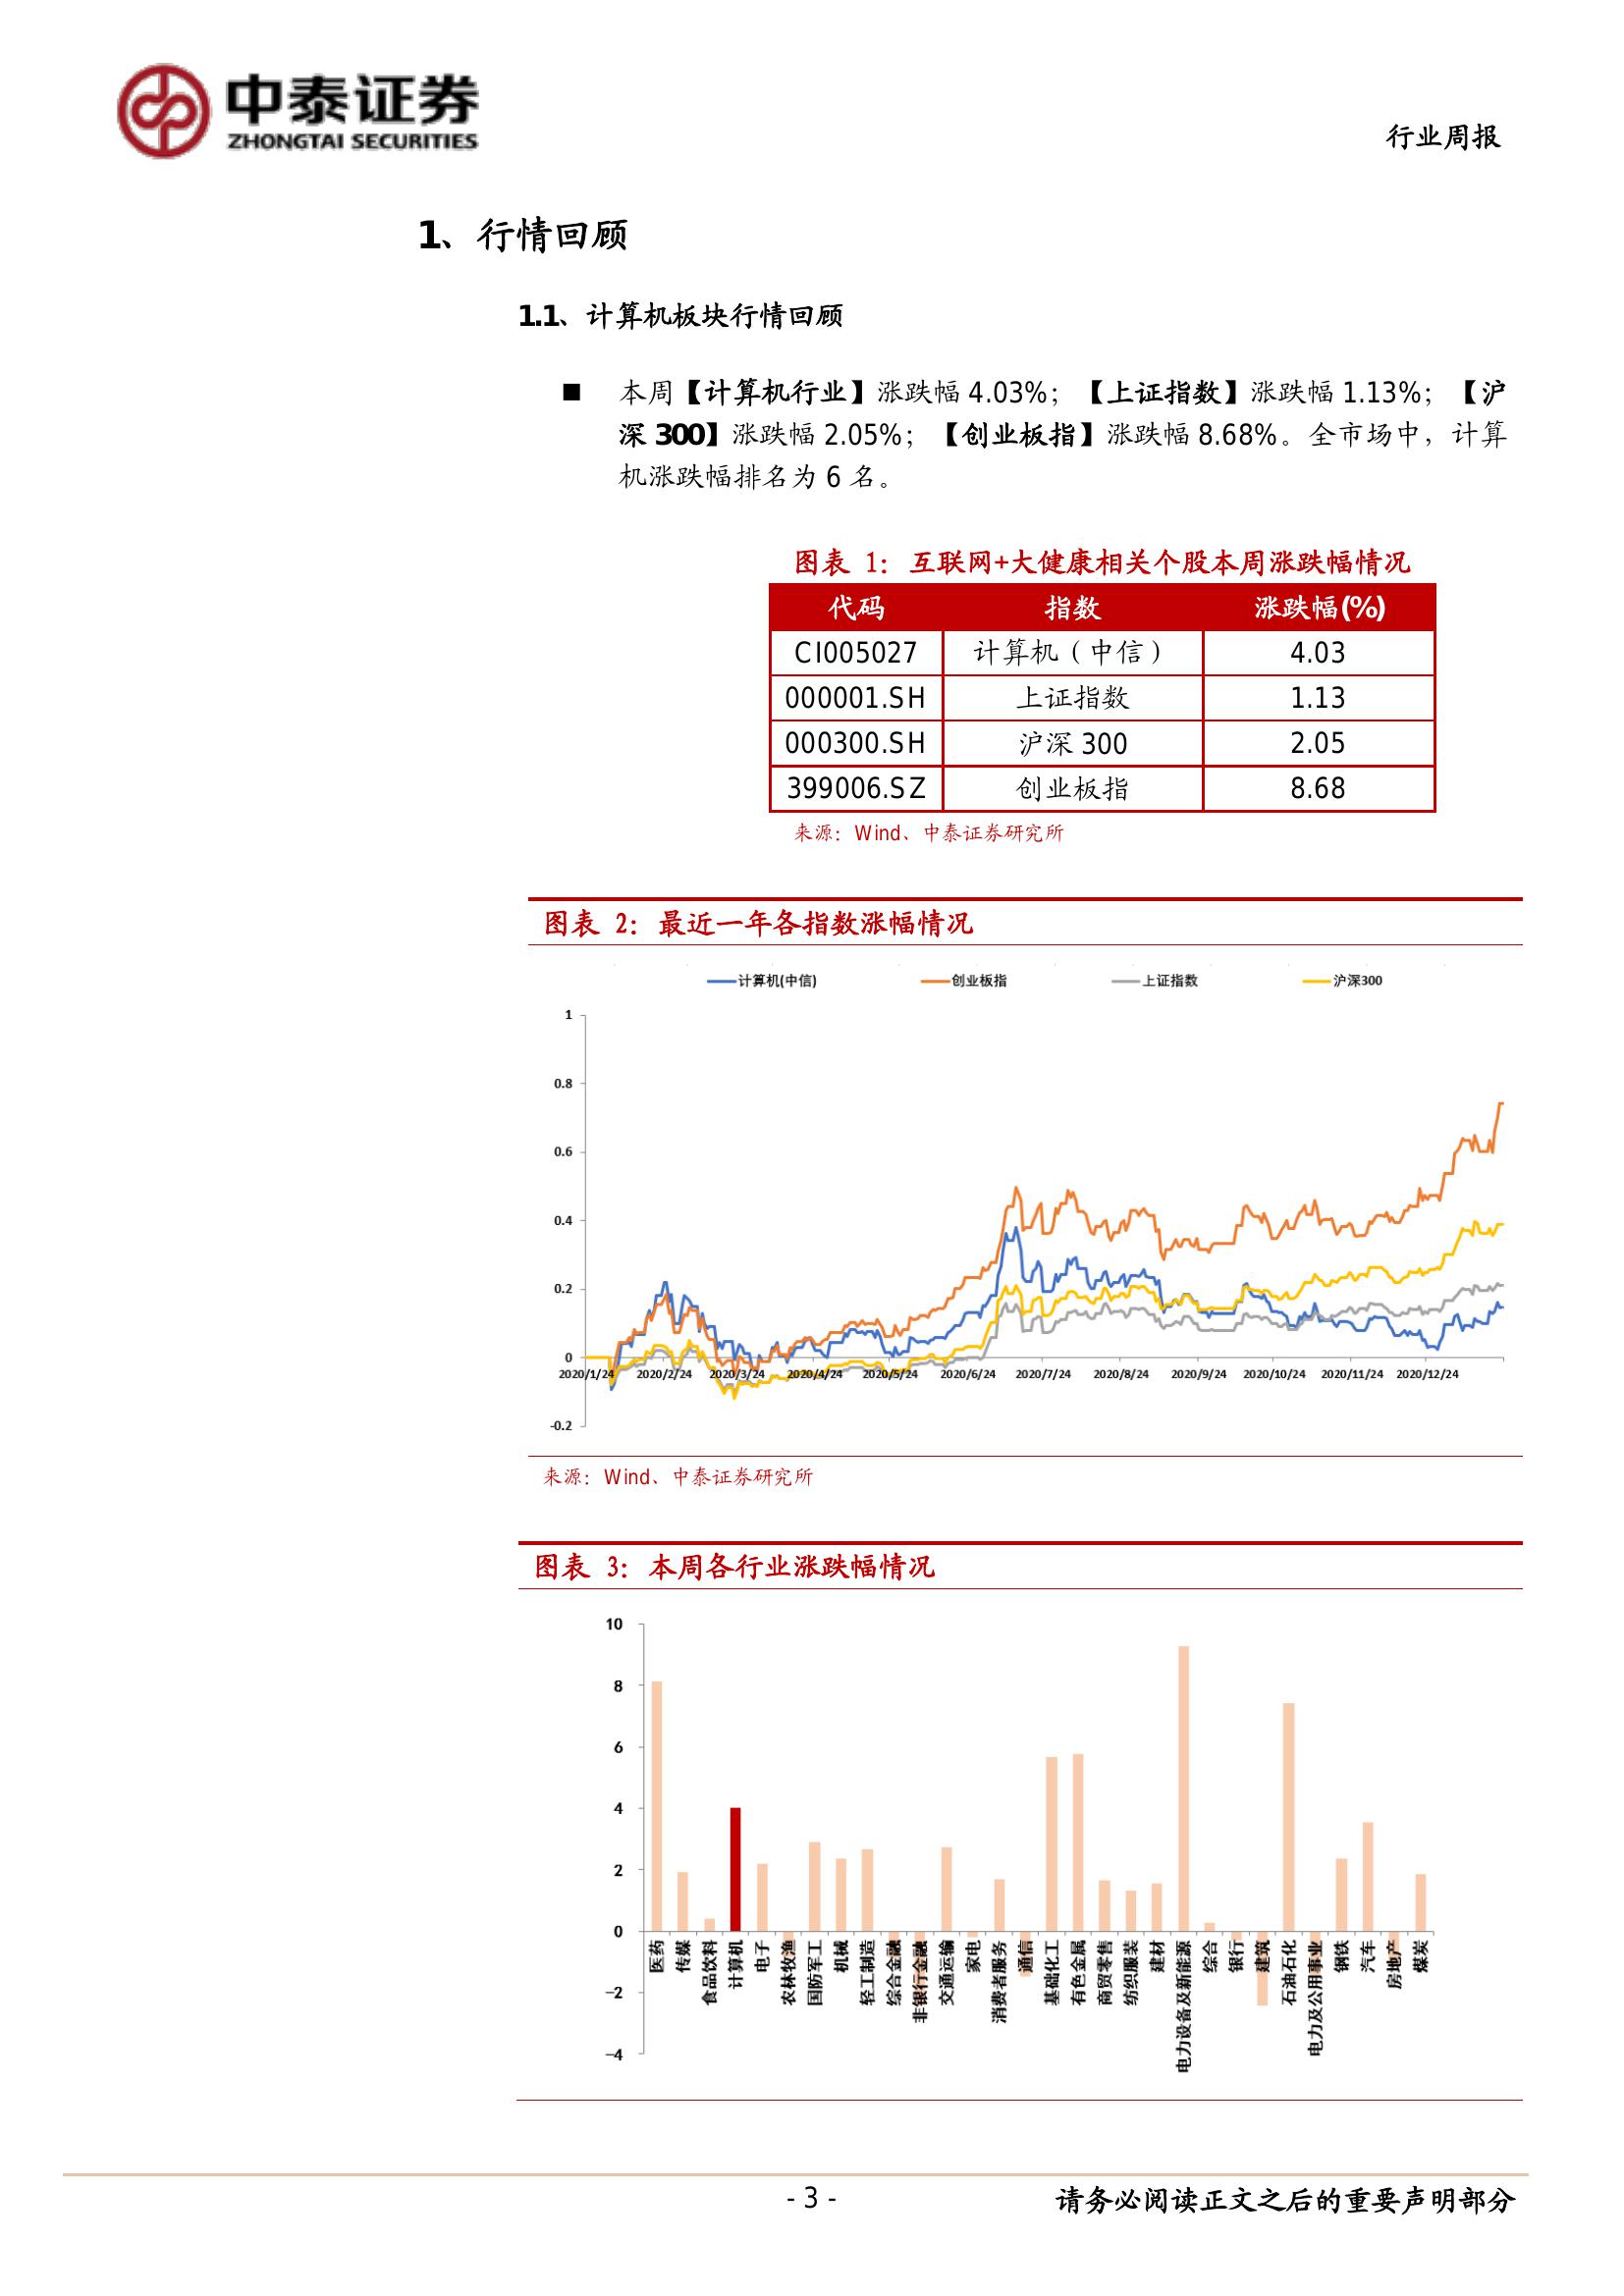 中泰证券
ZHONGTAI SECURITIES
行业周报
1、行情回顾
1.1、计算机板块行情回顾
■ 本周【计算机行业】涨跌幅 4.03%；【上证指数】涨跌幅 1.13%；【沪
深 300】涨跌幅 2.05%；【创业板指】涨跌幅 8.68%。全市场中，计算
机涨跌幅排名为 6 名。
图表 1：互联网+大健康相关个股本周涨跌幅情况
代码 指数 涨跌幅(%)
CI005027 计算机（中信） 4.03
000001.SH 上证指数 1.13
000300.SH 沪深 300 2.05
399006.SZ 创业板指 8.68
来源：Wind、中泰证券研究所
图表 2：最近一年各指数涨幅情况
计算机(中信) 创业板指 上证指数 沪深300
1
0.8
0.6
0.4
0.2
0
2020/1/24 2020/2/24 2020/3/24 2020/4/24 2020/5/24 2020/6/24 2020/7/24 2020/8/24 2020/9/24 2020/10/24 2020/11/24 2020/12/24
-0.2
来源：Wind、中泰证券研究所
图表 3：本周各行业涨跌幅情况
10
8
6
4
2
0
−2
−4
医药
传媒
食品饮料
计算机
电子
农林牧渔
国防军工
机械
轻工制造
综合金融
非银行金融
交通运输
家电
消费者服务
通信
基础化工
有色金属
商贸零售
纺织服装
建材
电力设备及新能源
综合
银行
建筑
石油石化
电力及公用事业
钢铁
汽车
房地产
煤炭
- 3 -
请务必阅读正文之后的重要声明部分